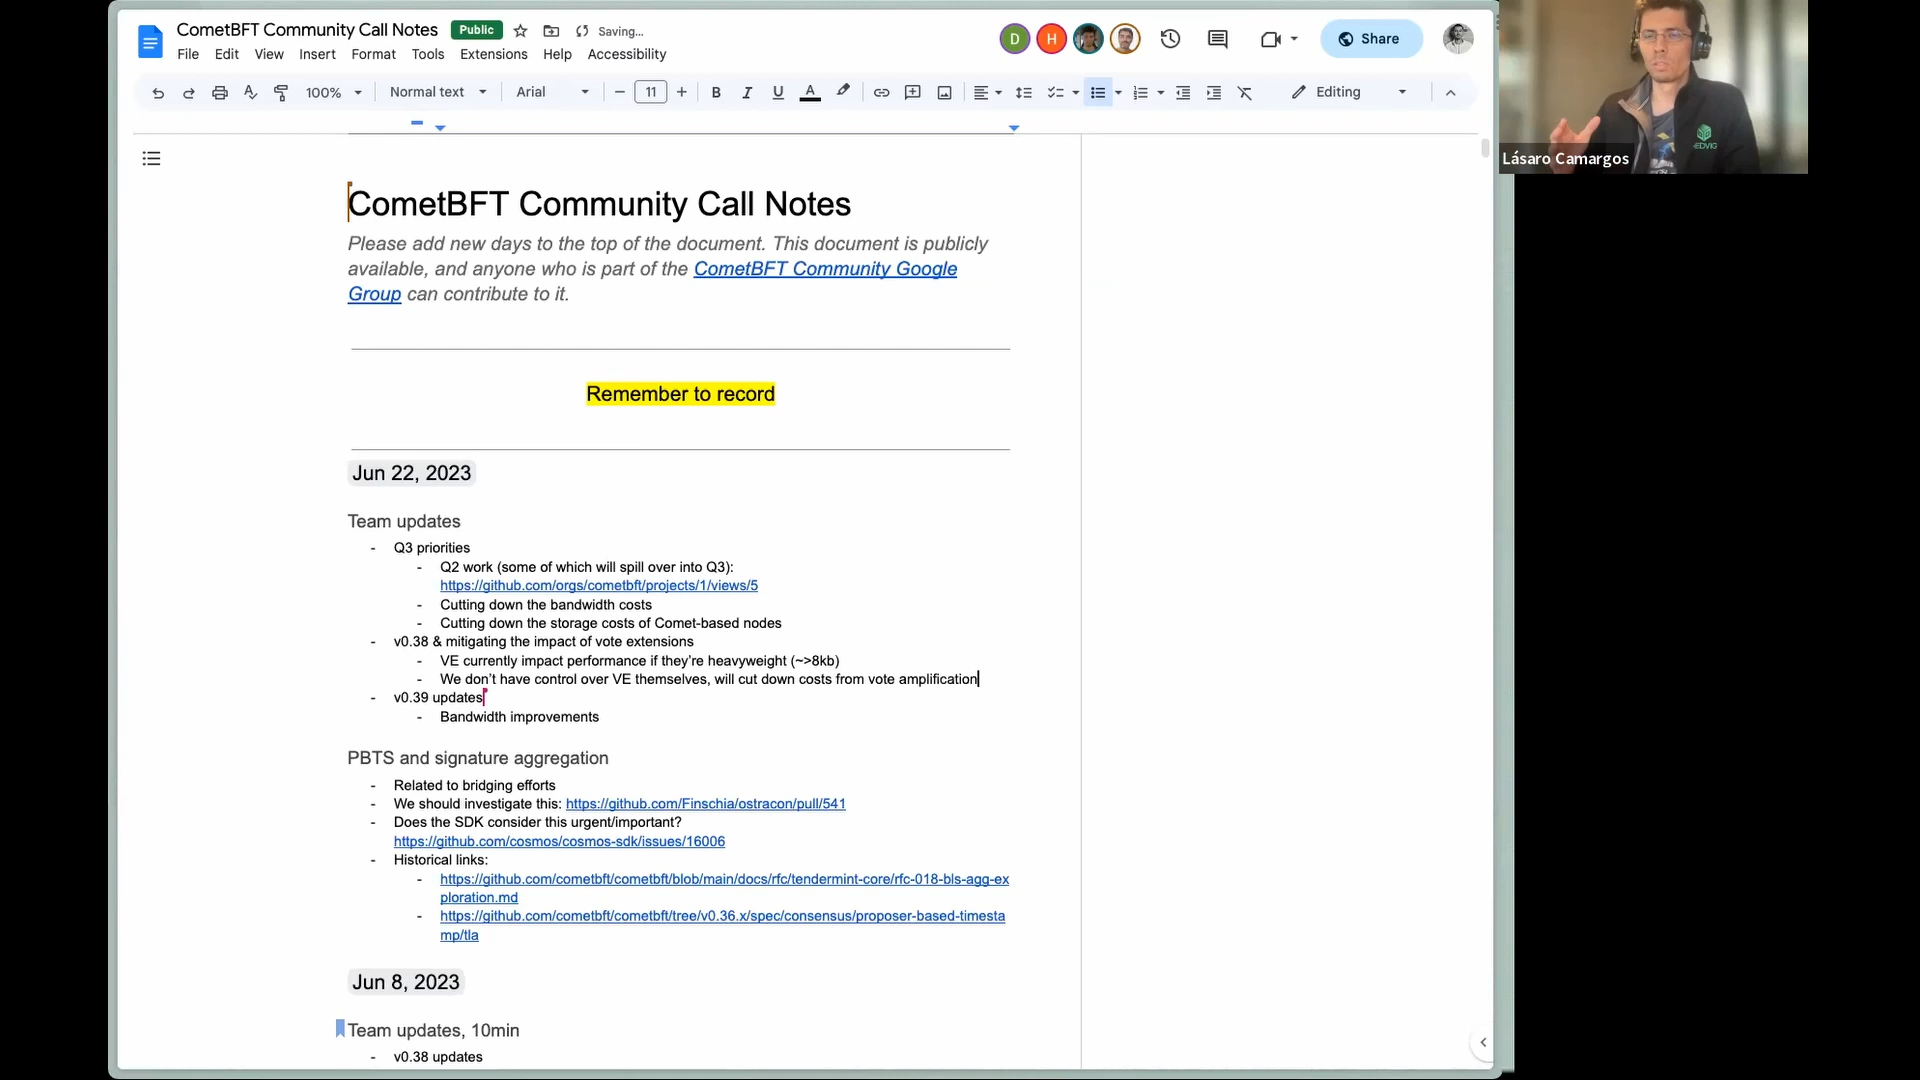 CometBFT Community Call Notes
Public
Saving...
D
H
Share
File Edit View Insert Format Tools Extensions Help Accessibility
100% Normal text Arial 11 B I U A Editing
CometBFT Community Call Notes
Please add new days to the top of the document. This document is publicly
available, and anyone who is part of the CometBFT Community Google
Group can contribute to it.
Remember to record
Jun 22, 2023
Team updates
- Q3 priorities
- Q2 work (some of which will spill over into Q3):
https://github.com/orgs/cometbft/projects/1/views/5
- Cutting down the bandwidth costs
- Cutting down the storage costs of Comet-based nodes
- v0.38 & mitigating the impact of vote extensions
- VE currently impact performance if they're heavyweight (~>8kb)
- We don't have control over VE themselves, will cut down costs from vote amplification
- v0.39 updates
- Bandwidth improvements
PBTS and signature aggregation
- Related to bridging efforts
- We should investigate this: https://github.com/Finschia/ostracon/pull/541
- Does the SDK consider this urgent/important?
https://github.com/cosmos/cosmos-sdk/issues/16006
- Historical links:
- https://github.com/cometbft/cometbft/blob/main/docs/rfc/tendermint-core/rfc-018-bls-agg-ex
ploration.md
- https://github.com/cometbft/cometbft/tree/v0.36.x/spec/consensus/proposer-based-timesta
mp/tla
Jun 8, 2023
Team updates, 10min
- v0.38 updates
Lásaro Camargos